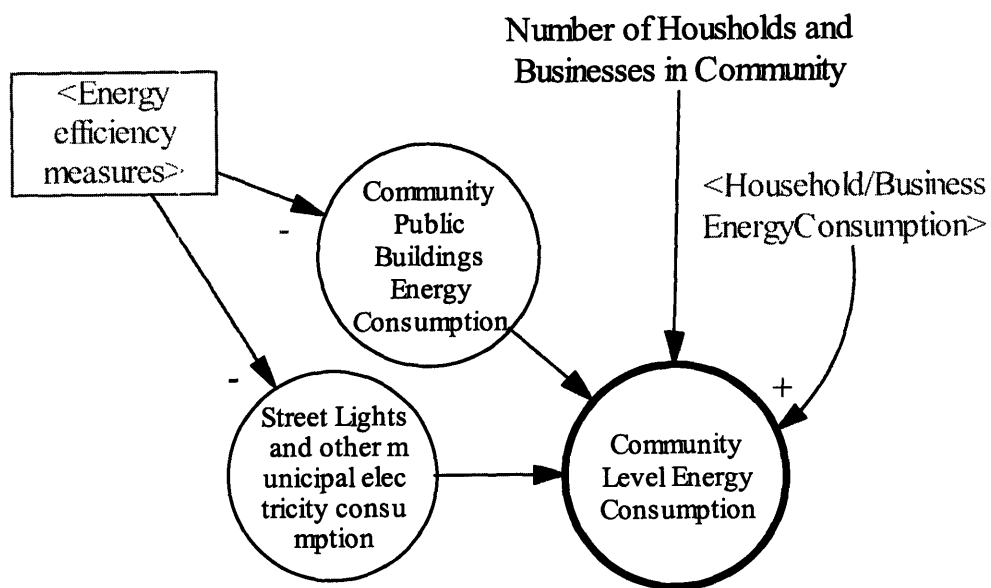 Number of Housholds and
Businesses in Community
<Energy
efficiency
measures>
Community
Public
Buildings
Energy
Consumption
<Household/Business
EnergyConsumption>
-
-
+
Street Lights
and other m
unicipal elec
tricity consu
mption
Community
Level Energy
Consumption